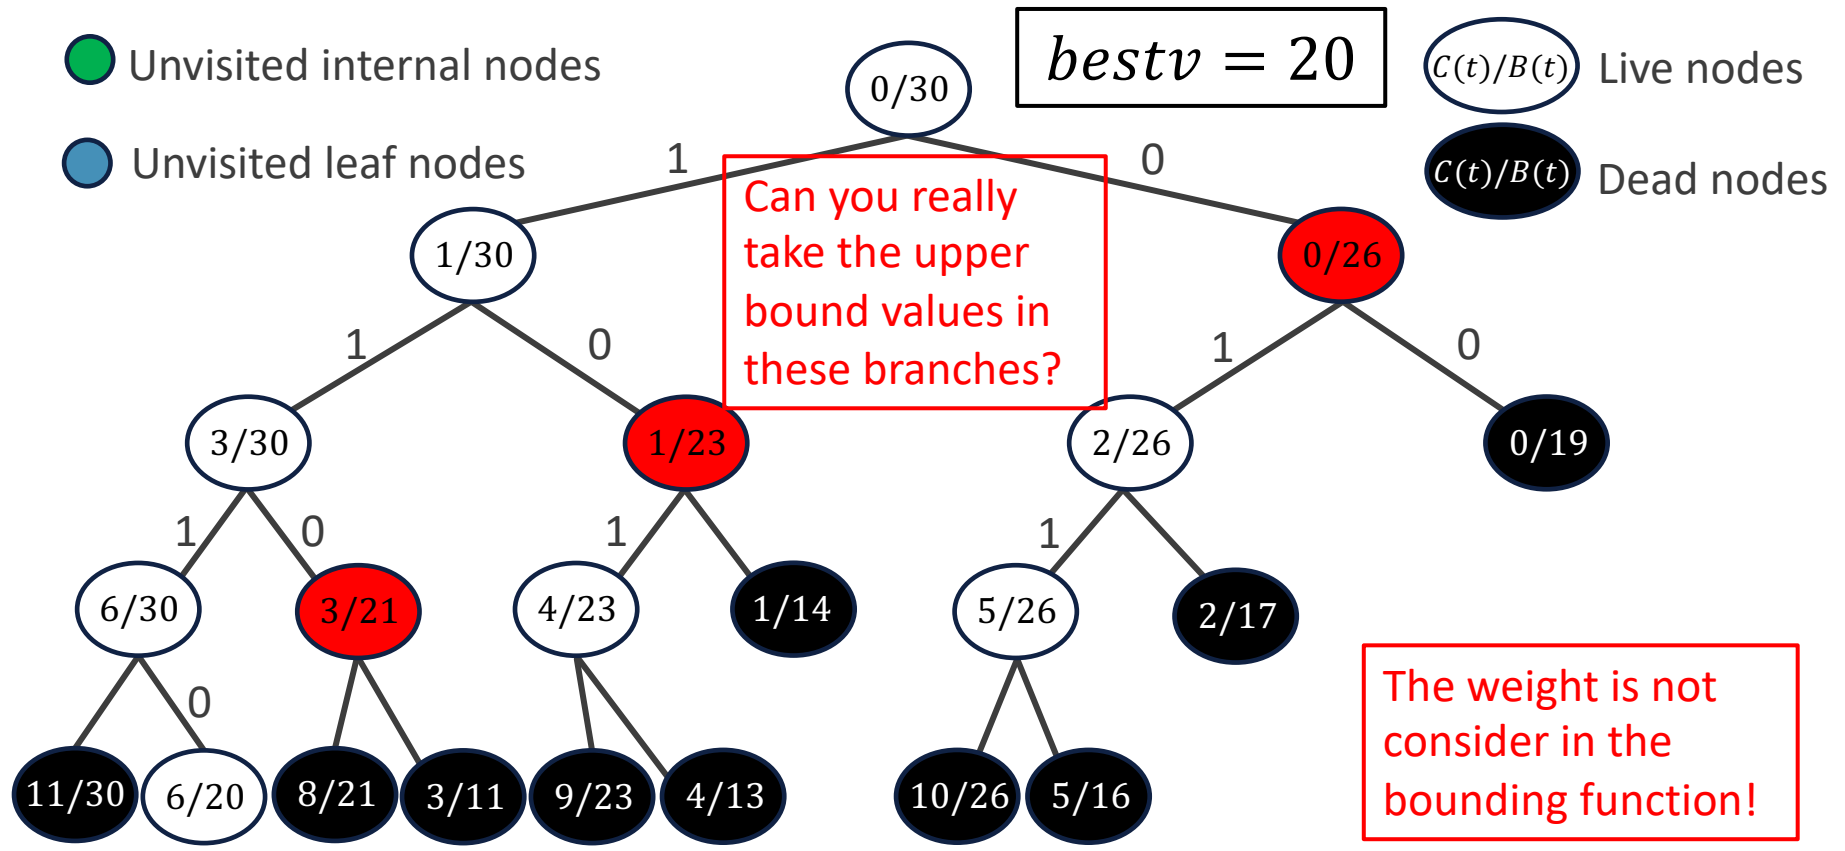 Unvisited internal nodes
Unvisited leaf nodes
bestv = 20
C(t)/B(t) Live nodes
C(t)/B(t) Dead nodes
0/30
1
0
Can you really
take the upper
bound values in
these branches?
1/30
0/26
1
0
1
0
3/30
1/23
2/26
0/19
1
0
1
1
6/30
3/21
4/23
1/14
5/26
2/17
0
11/30
6/20
8/21
3/11
9/23
4/13
10/26
5/16
The weight is not
consider in the
bounding function!